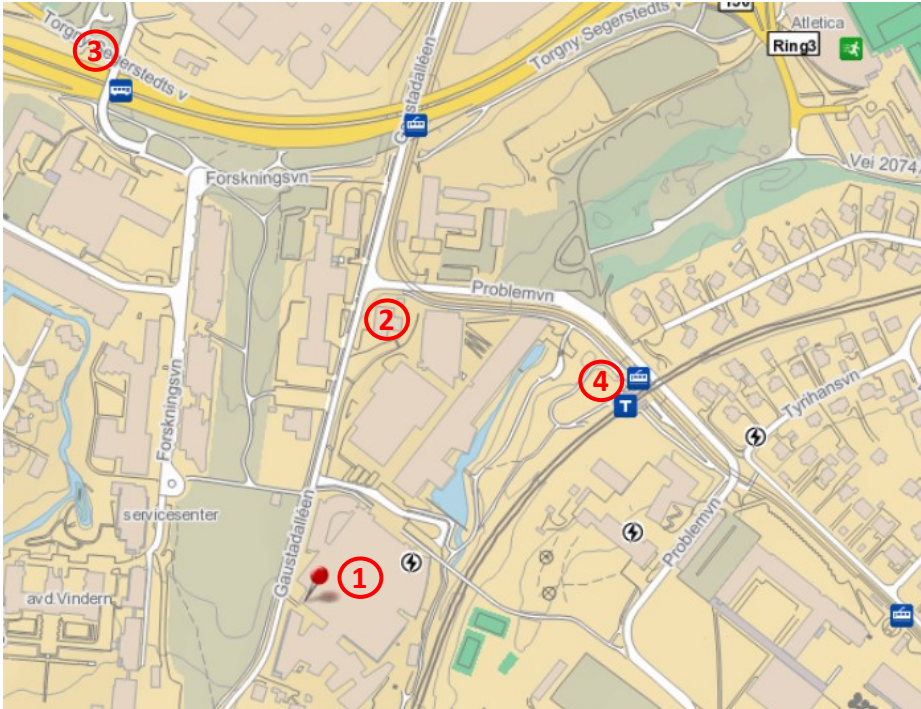 150
Atletica
Ring3
Torgny Segerstedts v
3
Torgny Segerstedts v
Gaustadalléen
Vei 2074
Forskningsvn
Problemvn
2
4
T
Tyrihansvn
Forskningsvn
Gaustadalléen
servicesenter
Problemvn
1
avd.Vindern